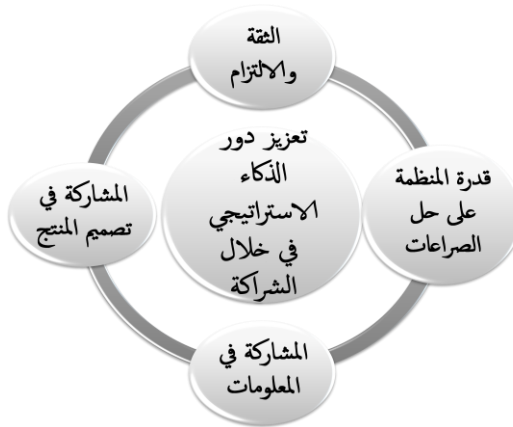 الثقة
والالتزام
تعزيز دور
الذكاء
الاستراتيجي
في خلال
الشراكة
قدرة المنظمة
على حل
الصراعات
المشاركة في
تصميم المنتج
المشاركة في
المعلومات